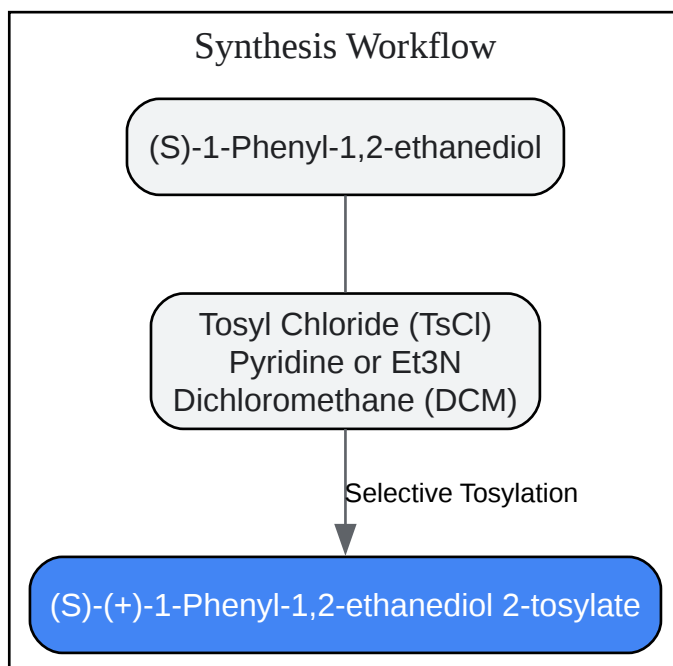 Synthesis Workflow
(S)-1-Phenyl-1,2-ethanediol
Tosyl Chloride (TsCl)
Pyridine or Et3N
Dichloromethane (DCM)
Selective Tosylation
(S)-(+)-1-Phenyl-1,2-ethanediol 2-tosylate